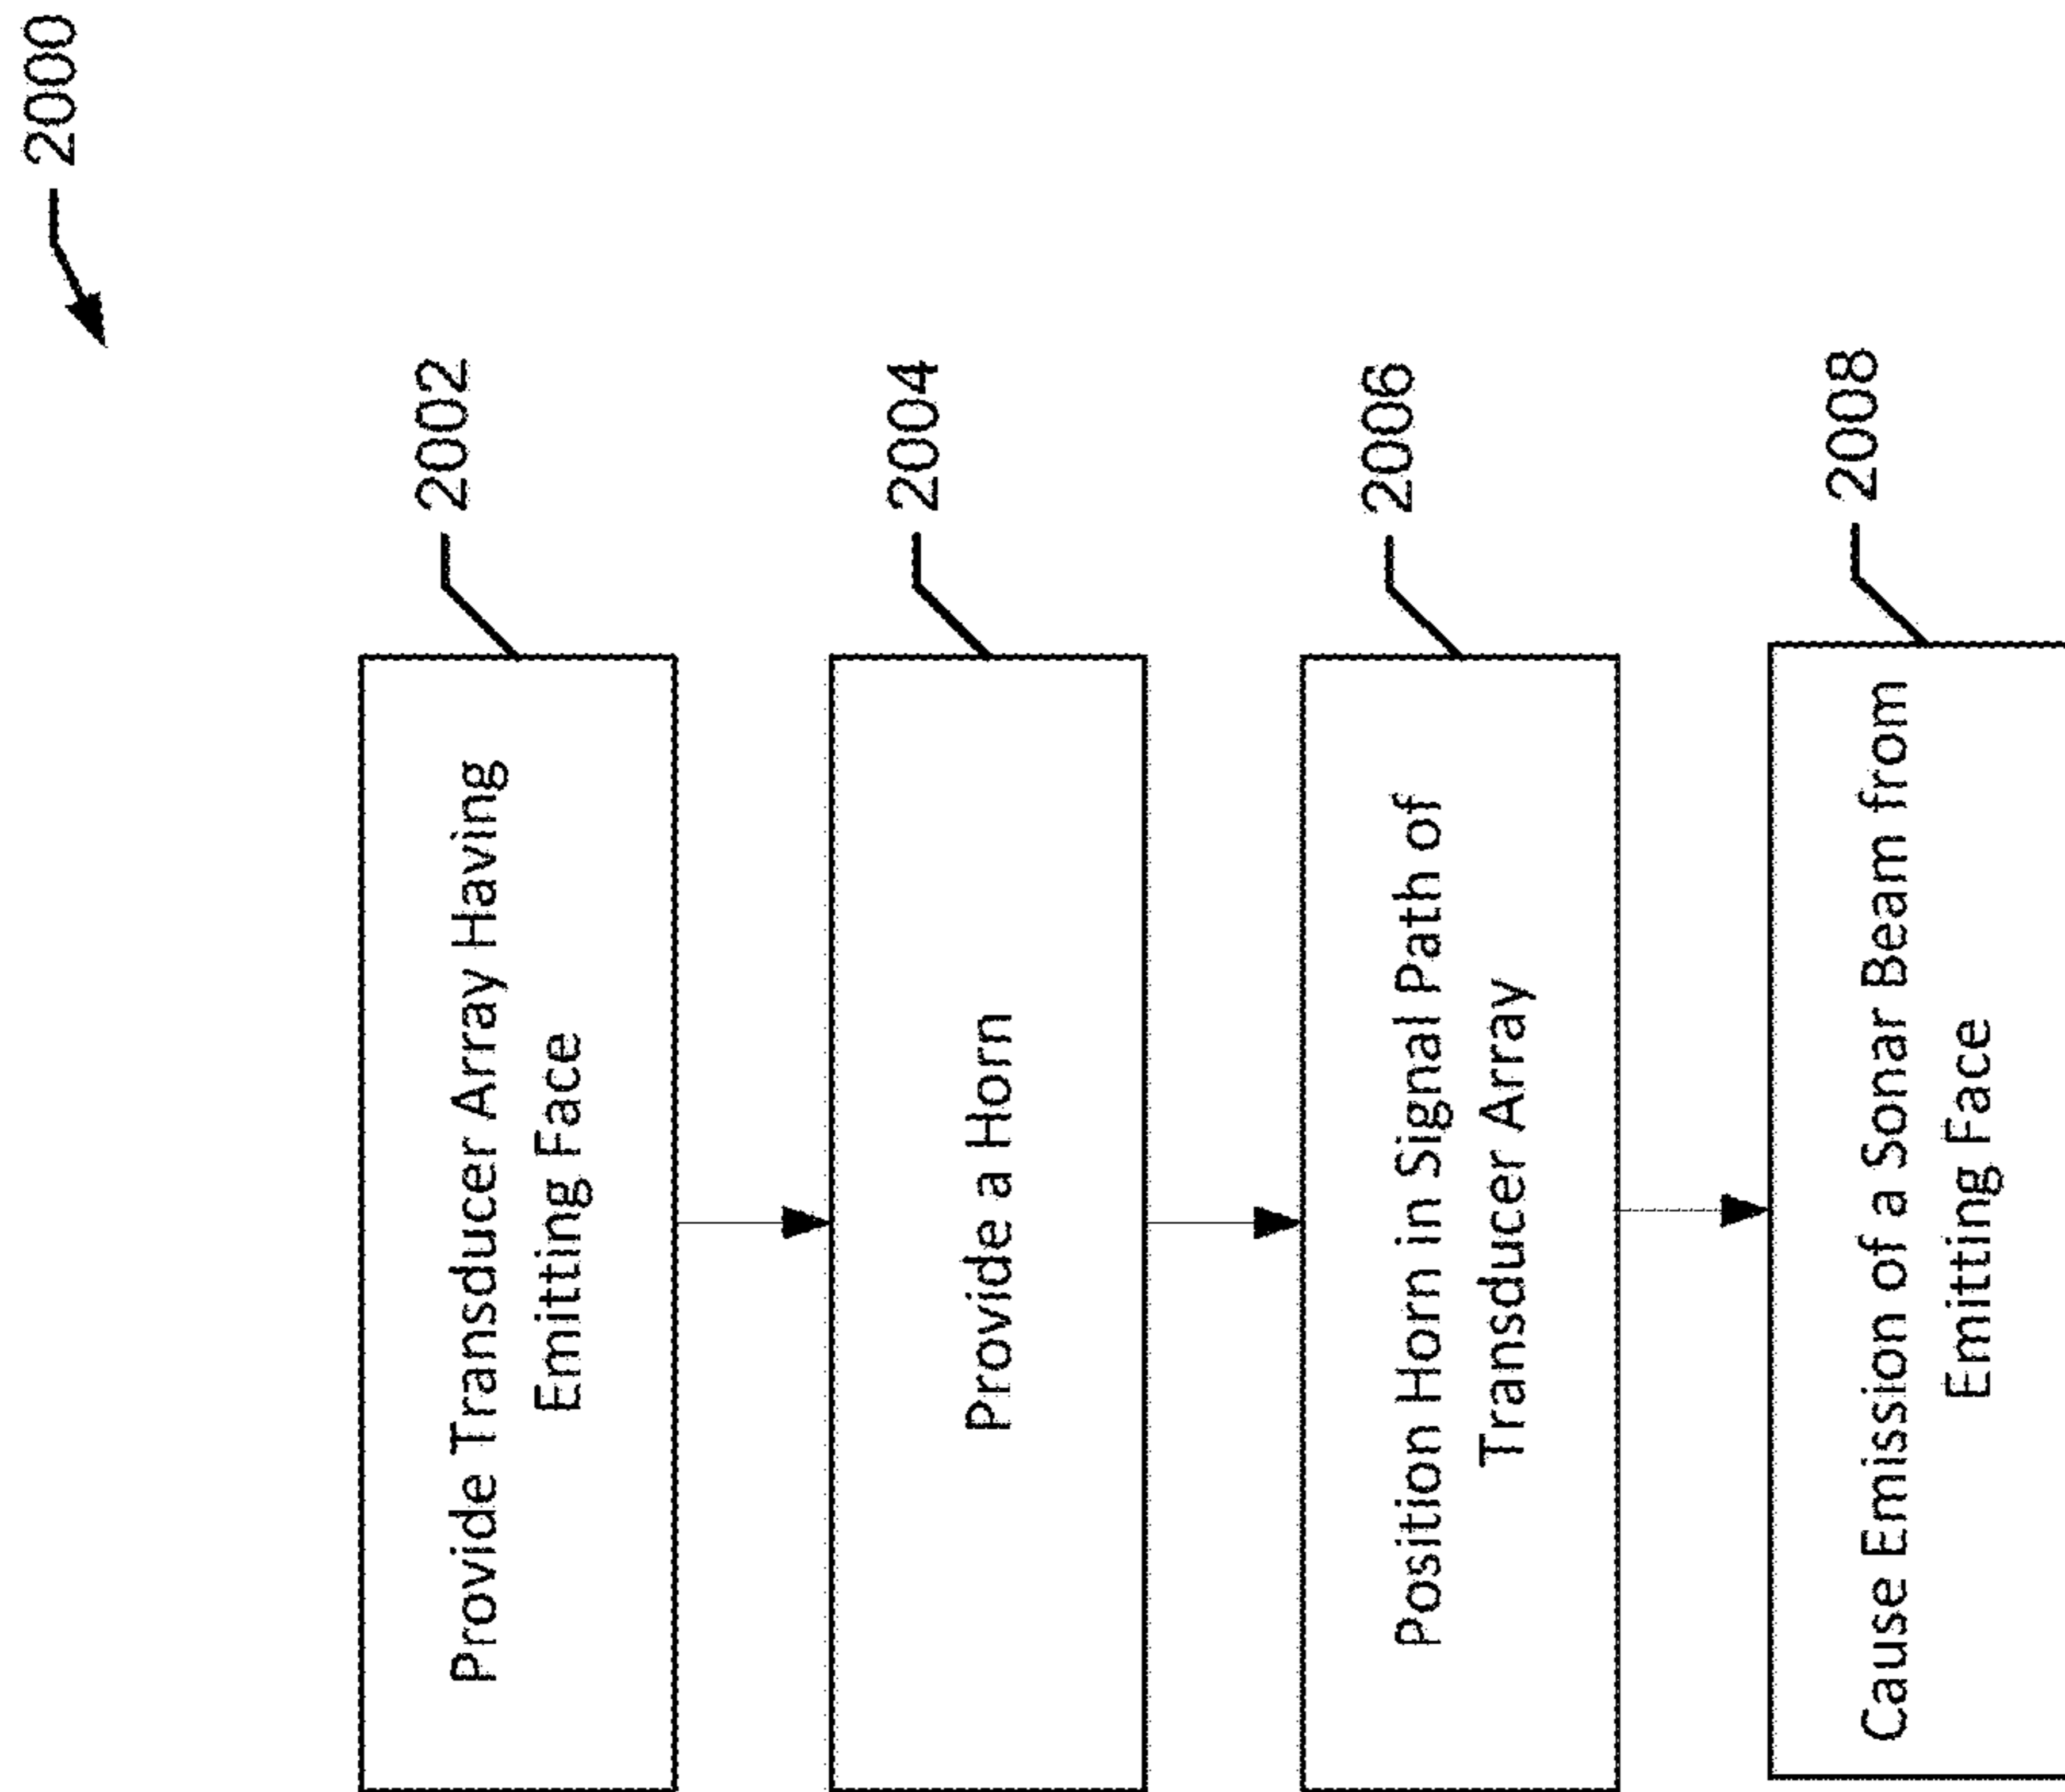 2000
Provide Transducer Array Having
Emitting Face
2002
Provide a Horn
2004
Position Horn in Signal Path of
Transducer Array
2006
Cause Emission of a Sonar Beam from
Emitting Face
2008